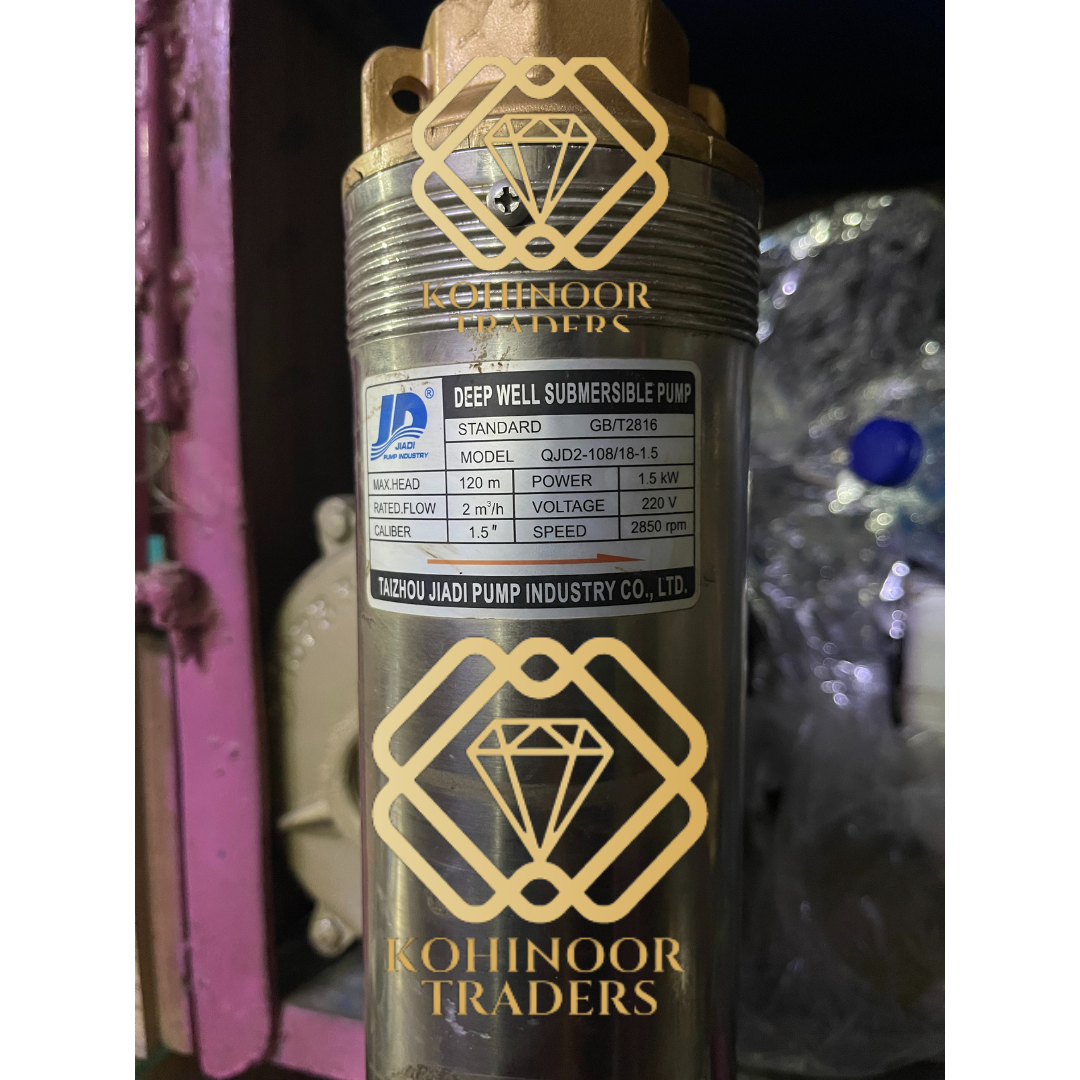 KOHINOOR
TRADERS
JD ®
JIADI
PUMP INDUSTRY
DEEP WELL SUBMERSIBLE PUMP
STANDARD GB/T2816
MODEL QJD2-108/18-1.5
MAX.HEAD 120 m POWER 1.5 kW
RATED.FLOW 2 m³/h VOLTAGE 220 V
CALIBER 1.5" SPEED 2850 rpm
TAIZHOU JIADI PUMP INDUSTRY CO., LTD.
KOHINOOR
TRADERS